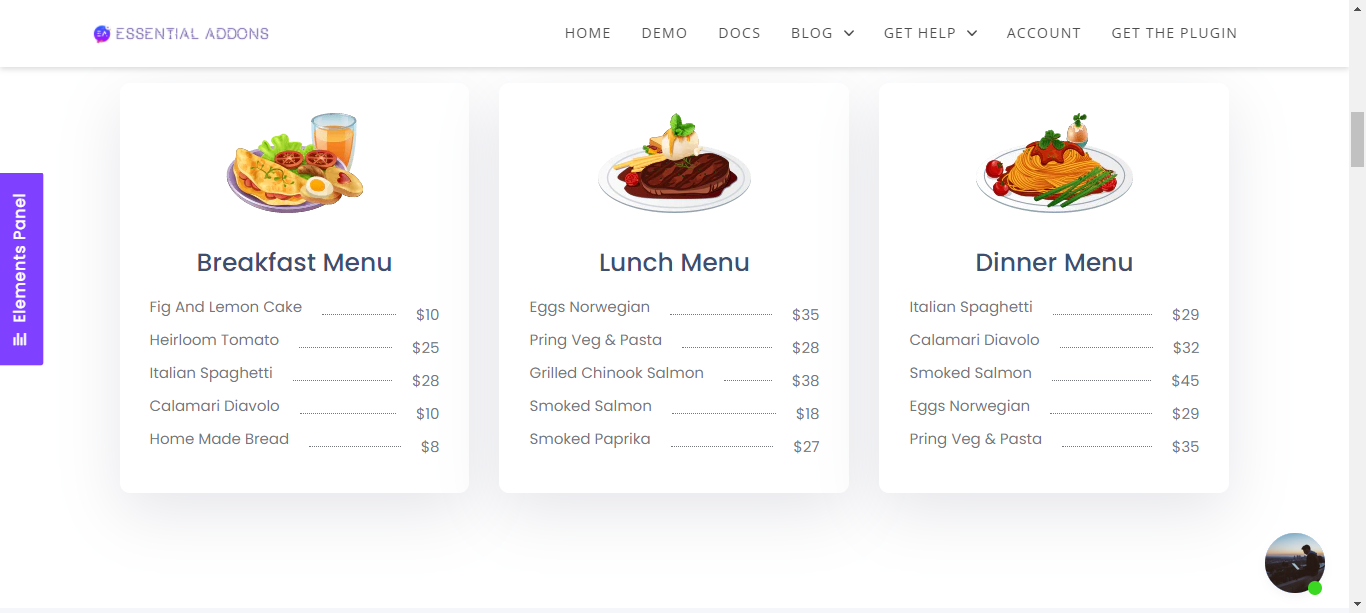 ESSENTIAL ADDONS
HOME DEMO DOCS BLOG GET HELP ACCOUNT GET THE PLUGIN
Elements Panel
Breakfast Menu
Fig And Lemon Cake $10
Heirloom Tomato $25
Italian Spaghetti $28
Calamari Diavolo $10
Home Made Bread $8
Lunch Menu
Eggs Norwegian $35
Pring Veg & Pasta $28
Grilled Chinook Salmon $38
Smoked Salmon $18
Smoked Paprika $27
Dinner Menu
Italian Spaghetti $29
Calamari Diavolo $32
Smoked Salmon $45
Eggs Norwegian $29
Pring Veg & Pasta $35